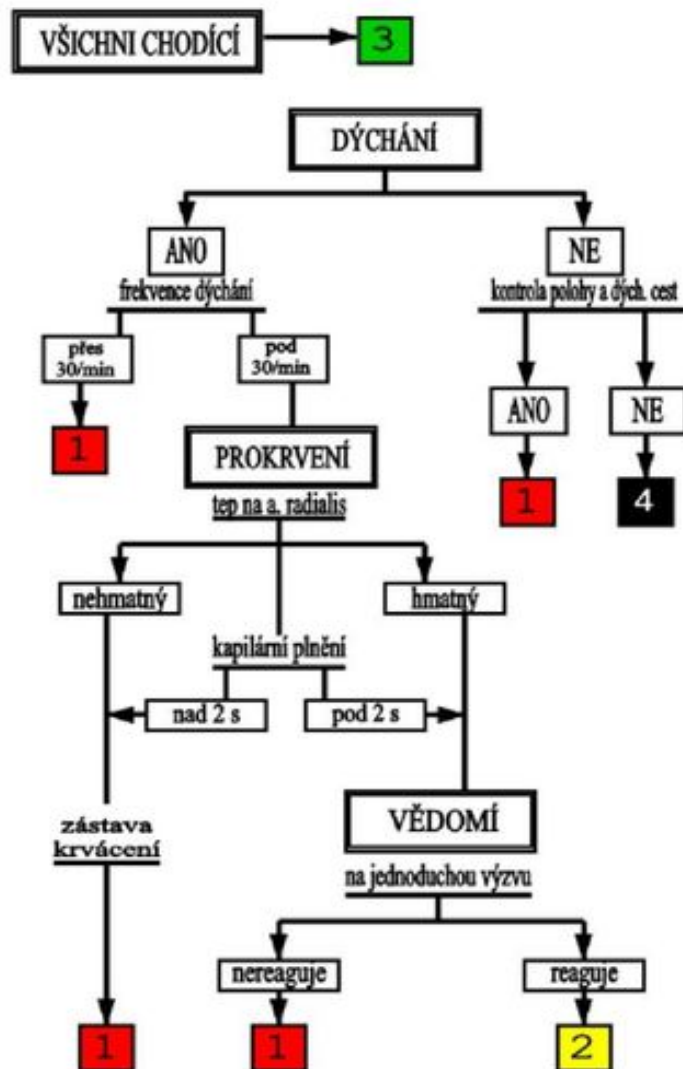 VŠICHNI CHODÍCÍ
3
DÝCHÁNÍ
ANO
NE
frekvence dýchání
kontrola polohy a dých. cest
přes
30/min
pod
30/min
ANO
NE
1
PROKRVENÍ
1
4
tep na a. radialis
nehmatný
hmatný
kapilární plnění
nad 2 s
pod 2 s
zástava
krvácení
VĚDOMÍ
na jednoduchou výzvu
nereaguje
reaguje
1
1
2